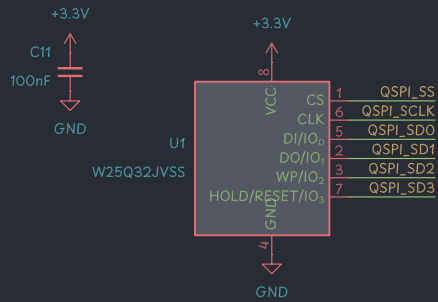 +3.3V
C11
100nF
GND
+3.3V
8
VCC
U1
W25Q32JVSS
CS 1 QSPI_SS
CLK 6 QSPI_SCLK
DI/IO₀ 5 QSPI_SD0
DO/IO₁ 2 QSPI_SD1
WP/IO₂ 3 QSPI_SD2
HOLD/RESET/IO₃ 7 QSPI_SD3
GND
4
GND